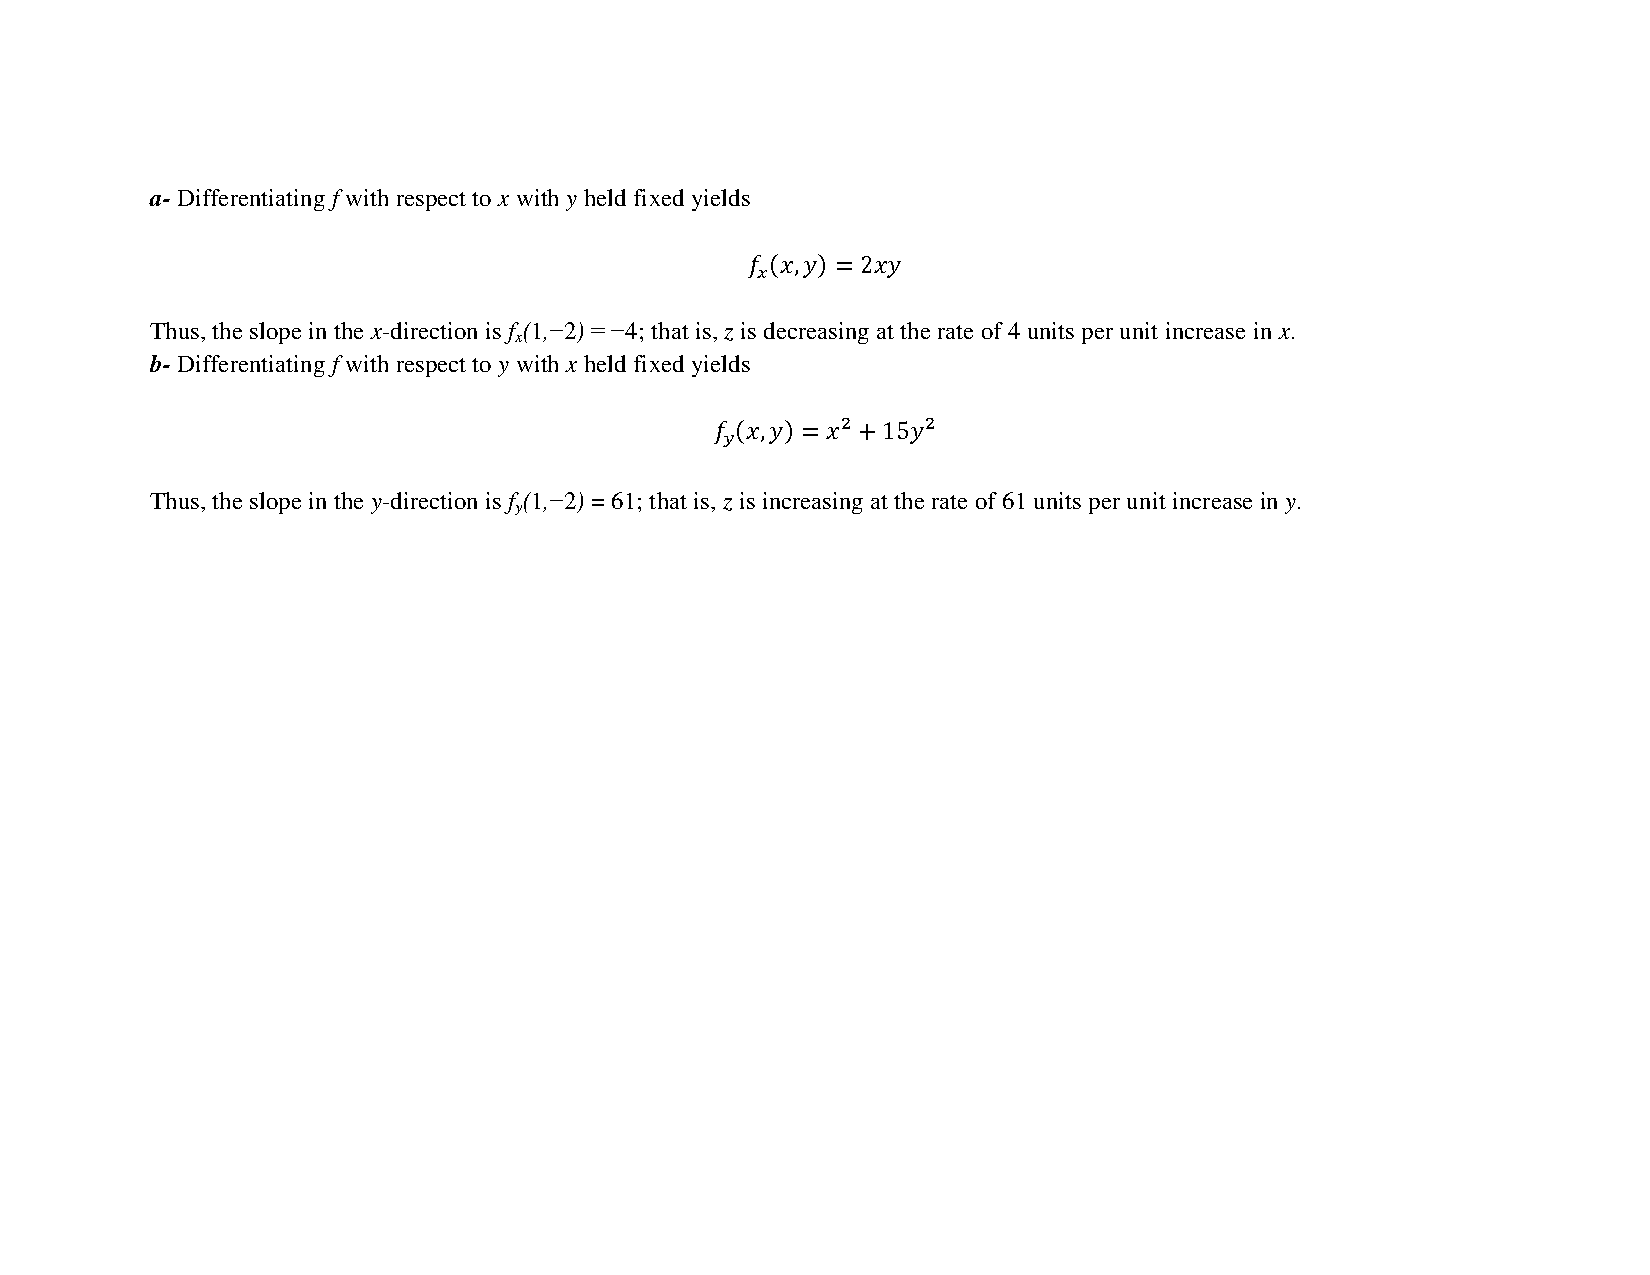 a- Differentiating f with respect to x with y held fixed yields
fₓ(x, y) = 2xy
Thus, the slope in the x-direction is fₓ(1,−2) = −4; that is, z is decreasing at the rate of 4 units per unit increase in x.
b- Differentiating f with respect to y with x held fixed yields
f_y(x, y) = x² + 15y²
Thus, the slope in the y-direction is f_y(1,−2) = 61; that is, z is increasing at the rate of 61 units per unit increase in y.